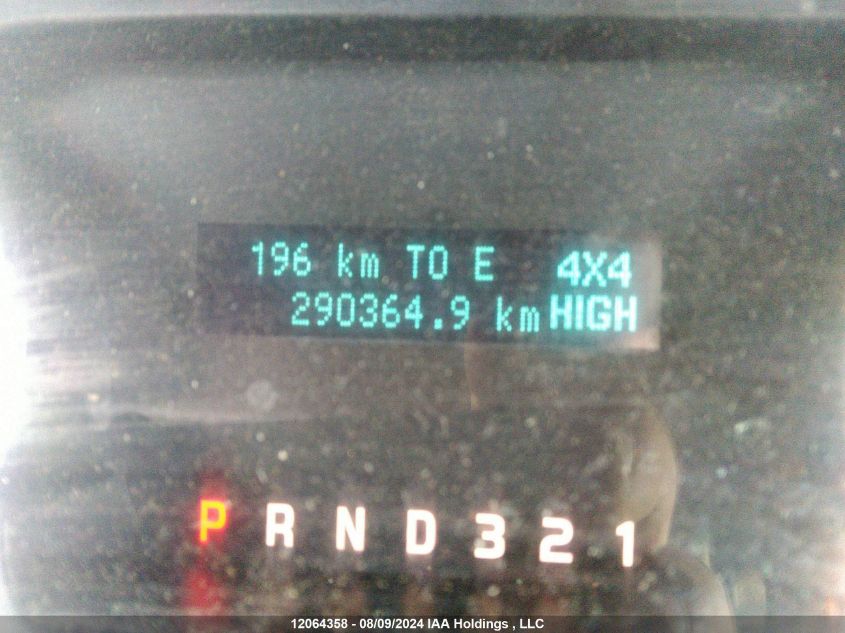 196 km TO E 4X4
290364.9 km HIGH
P R N D 3 2 1
12064358 - 08/09/2024 IAA Holdings , LLC